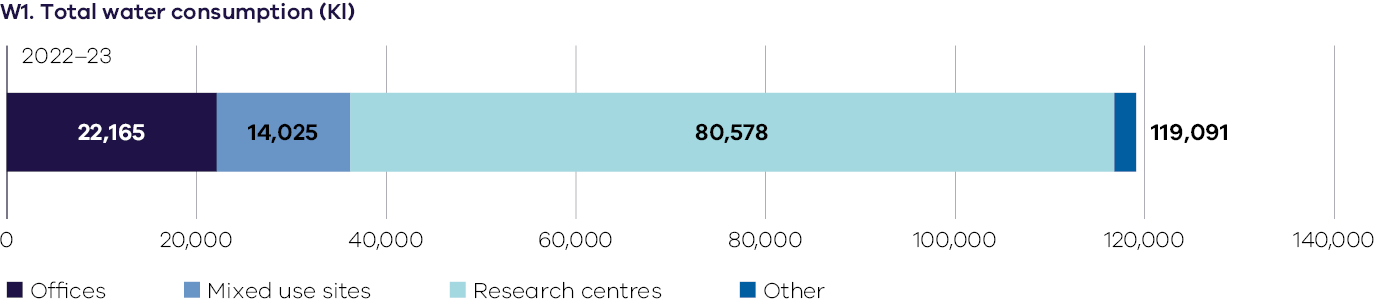 W1. Total water consumption (Kl)
2022–23
22,165 14,025 80,578 119,091
0 20,000 40,000 60,000 80,000 100,000 120,000 140,000
Offices Mixed use sites Research centres Other